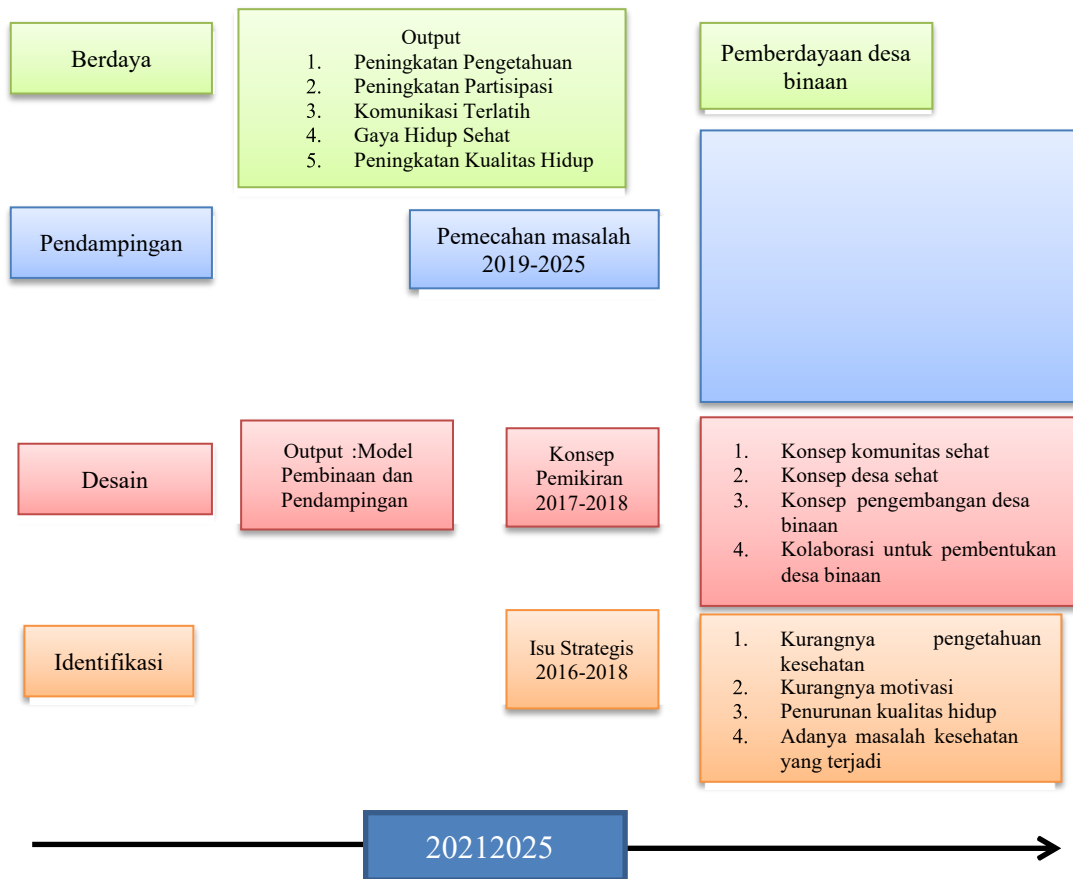 Berdaya
Output
1. Peningkatan Pengetahuan
2. Peningkatan Partisipasi
3. Komunikasi Terlatih
4. Gaya Hidup Sehat
5. Peningkatan Kualitas Hidup
Pemberdayaan desa
binaan
Pendampingan
Pemecahan masalah
2019-2025
Desain
Output :Model
Pembinaan dan
Pendampingan
Konsep
Pemikiran
2017-2018
1. Konsep komunitas sehat
2. Konsep desa sehat
3. Konsep pengembangan desa
binaan
4. Kolaborasi untuk pembentukan
desa binaan
Identifikasi
Isu Strategis
2016-2018
1. Kurangnya pengetahuan
kesehatan
2. Kurangnya motivasi
3. Penurunan kualitas hidup
4. Adanya masalah kesehatan
yang terjadi
20212025